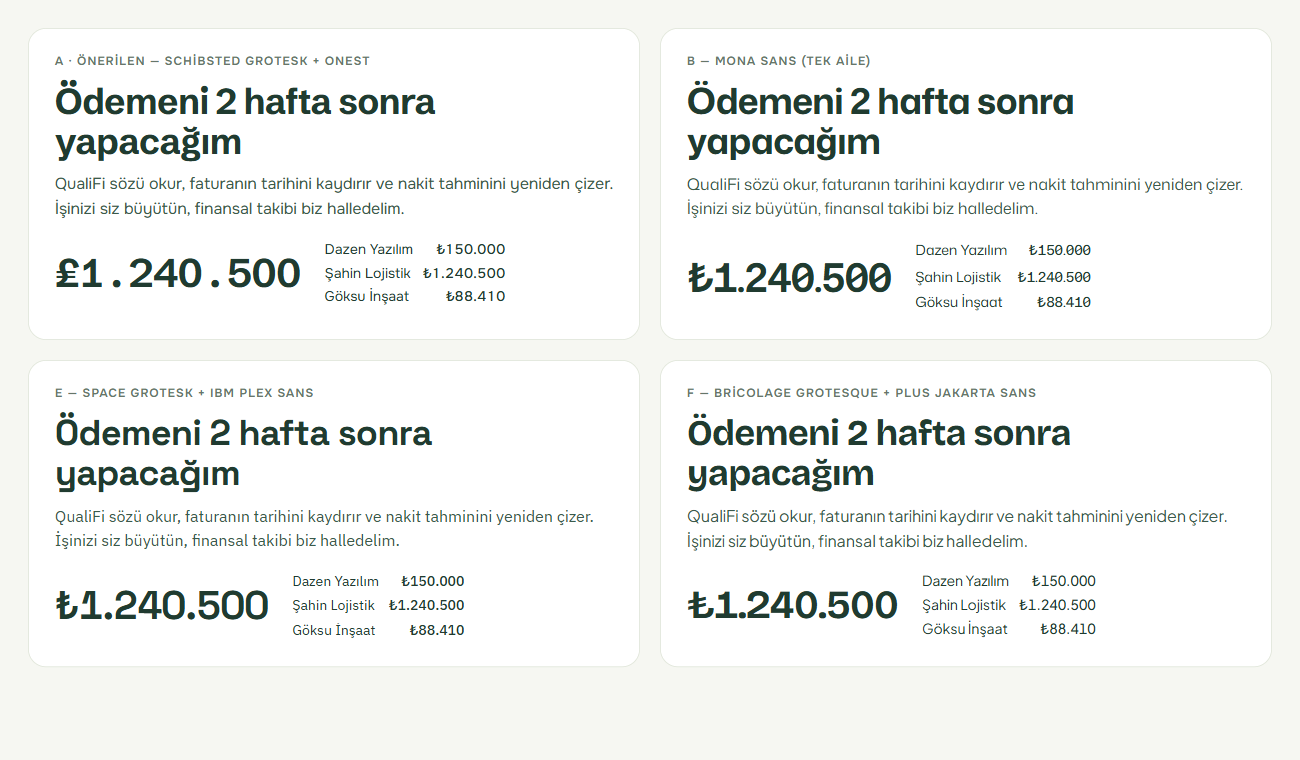 A · ÖNERİLEN — SCHİBSTED GROTESK + ONEST
Ödemeni 2 hafta sonra
yapacağım
QualiFi sözü okur, faturanın tarihini kaydırır ve nakit tahminini yeniden çizer.
İşinizi siz büyütün, finansal takibi biz halledelim.
₤1.240.500
Dazen Yazılım ₺150.000
Şahin Lojistik ₺1.240.500
Göksu İnşaat ₺88.410
B — MONA SANS (TEK AİLE)
Ödemeni 2 hafta sonra
yapacağım
QualiFi sözü okur, faturanın tarihini kaydırır ve nakit tahminini yeniden çizer.
İşinizi siz büyütün, finansal takibi biz halledelim.
₺1.240.500
Dazen Yazılım ₺150.000
Şahin Lojistik ₺1.240.500
Göksu İnşaat ₺88.410
E — SPACE GROTESK + IBM PLEX SANS
Ödemeni 2 hafta sonra
yapacağım
QualiFi sözü okur, faturanın tarihini kaydırır ve nakit tahminini yeniden çizer.
İşinizi siz büyütün, finansal takibi biz halledelim.
₺1.240.500
Dazen Yazılım ₺150.000
Şahin Lojistik ₺1.240.500
Göksu İnşaat ₺88.410
F — BRİCOLAGE GROTESQUE + PLUS JAKARTA SANS
Ödemeni 2 hafta sonra
yapacağım
QualiFi sözü okur, faturanın tarihini kaydırır ve nakit tahminini yeniden çizer.
İşinizi siz büyütün, finansal takibi biz halledelim.
₺1.240.500
Dazen Yazılım ₺150.000
Şahin Lojistik ₺1.240.500
Göksu İnşaat ₺88.410